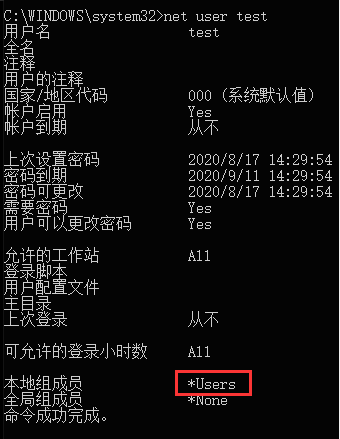 C:\WINDOWS\system32>net user test
用户名 test
全名
注释
用户的注释
国家/地区代码 000 (系统默认值)
帐户启用 Yes
帐户到期 从不
上次设置密码 2020/8/17 14:29:54
密码到期 2020/9/11 14:29:54
密码可更改 2020/8/17 14:29:54
需要密码 Yes
用户可以更改密码 Yes
允许的工作站 All
登录脚本
用户配置文件
主目录
上次登录 从不
可允许的登录小时数 All
本地组成员 *Users
全局组成员 *None
命令成功完成。